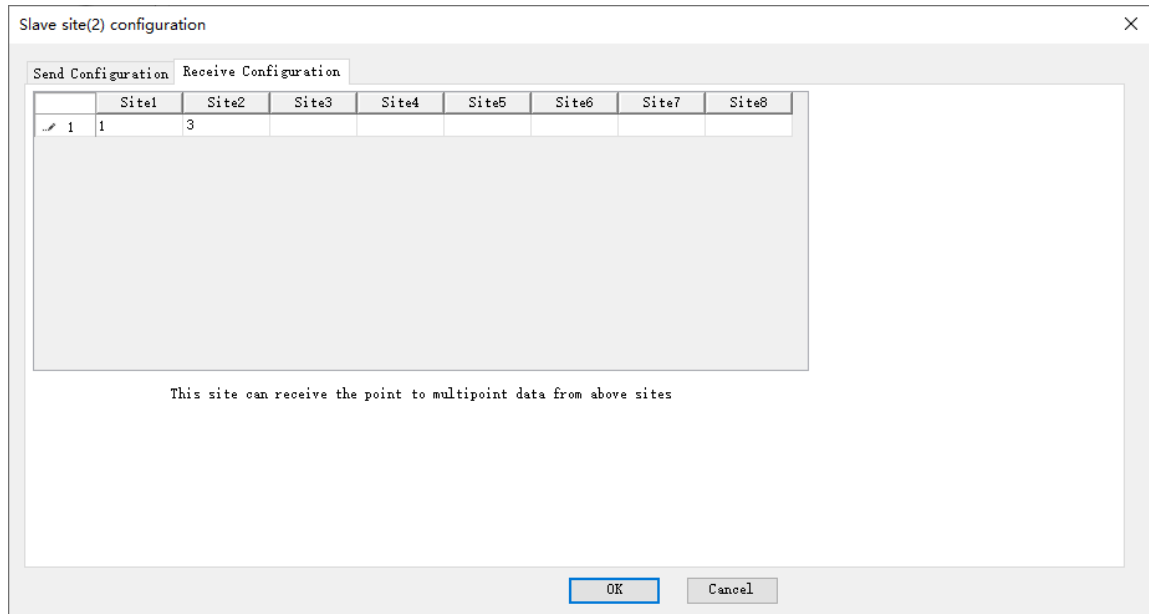 Slave site(2) configuration
Send Configuration Receive Configuration
Site1 Site2 Site3 Site4 Site5 Site6 Site7 Site8
1 1 3
This site can receive the point to multipoint data from above sites
OK Cancel